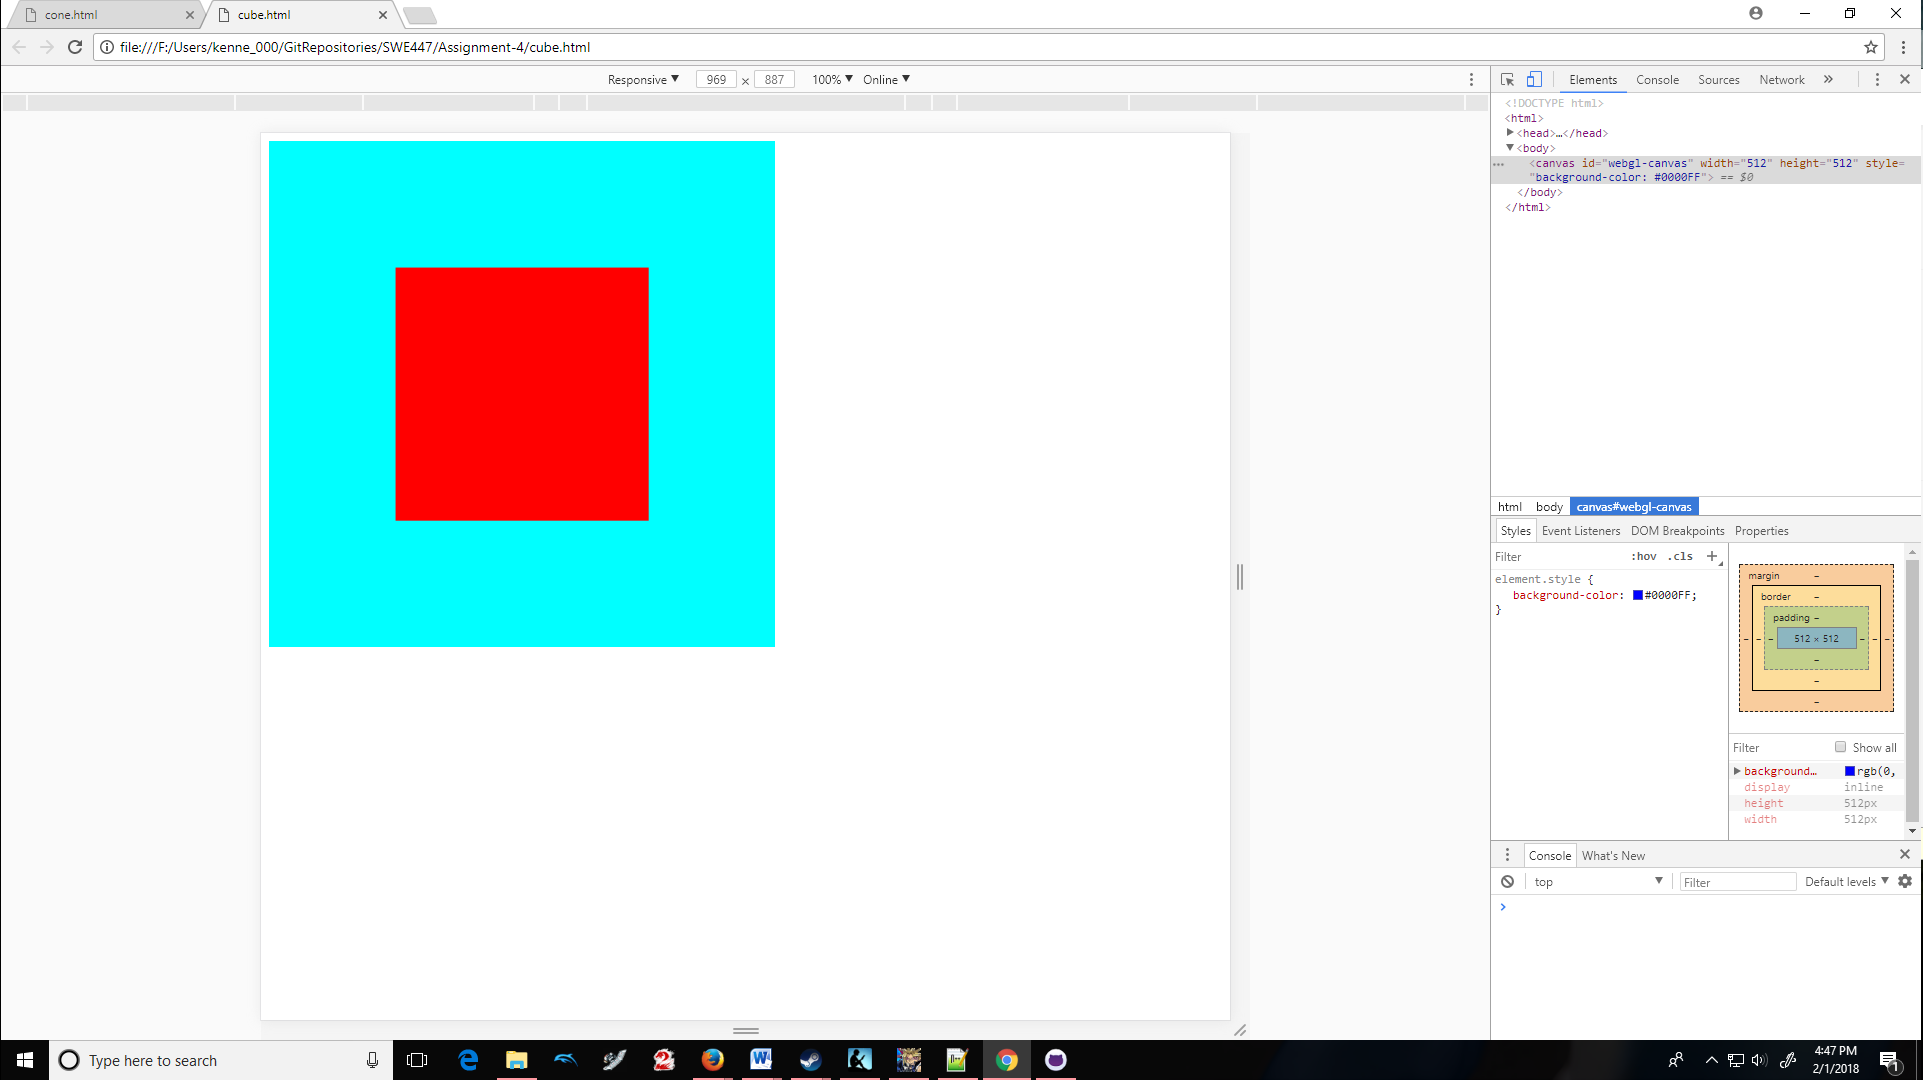 cone.html
cube.html
file:///F:/Users/kenne_000/GitRepositories/SWE447/Assignment-4/cube.html
Responsive ▼ 969 × 887 100% ▼ Online ▼
Elements Console Sources Network »
<!DOCTYPE html>
<html>
<head>…</head>
<body>
<canvas id="webgl-canvas" width="512" height="512" style=
"background-color: #0000FF"> == $0
</body>
</html>
html body canvas#webgl-canvas
Styles Event Listeners DOM Breakpoints Properties
Filter :hov .cls +
element.style {
background-color: #0000FF;
}
margin –
border –
padding –
– – – 512 × 512 – – –
–
–
–
Filter Show all
background… rgb(0,
display inline
height 512px
width 512px
Console What's New
top ▼ Filter Default levels ▼
>
Type here to search
4:47 PM
2/1/2018
1